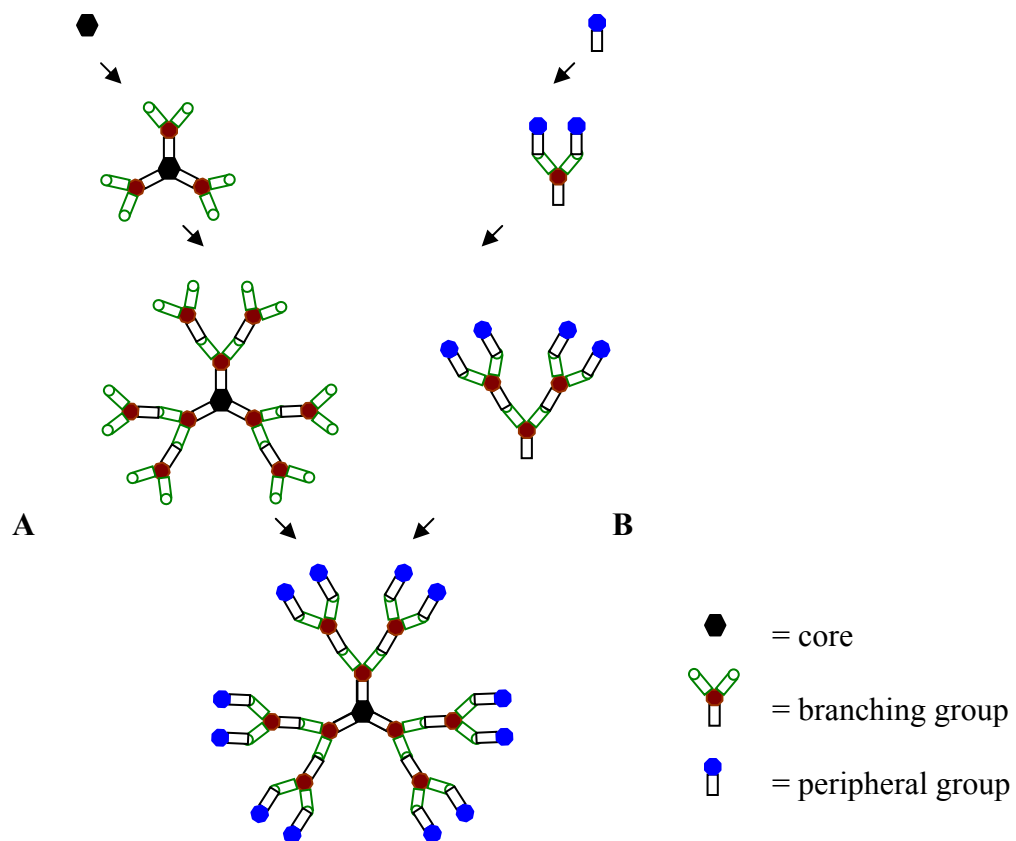 A
B
= core
= branching group
= peripheral group